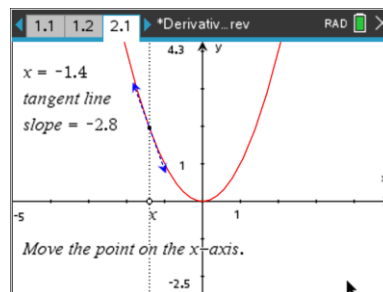 1.1 1.2 2.1 *Derivativ...rev RAD
4.3 y
x = -1.4
tangent line
slope = -2.8
1
x
-5 x 1
Move the point on the x-axis.
-2.5